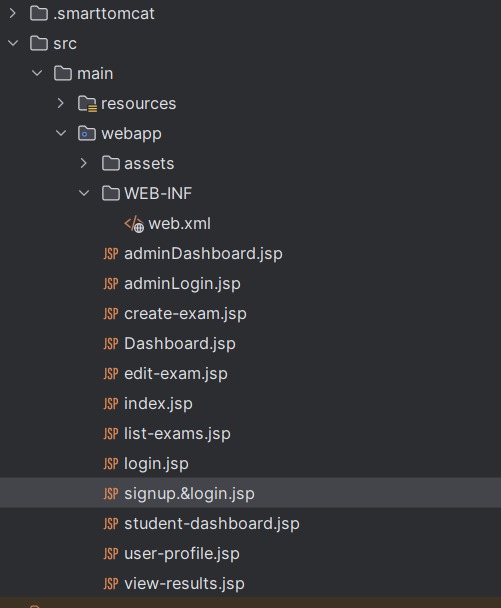 .smarttomcat
src
main
resources
webapp
assets
WEB-INF
</> web.xml
JSP adminDashboard.jsp
JSP adminLogin.jsp
JSP create-exam.jsp
JSP Dashboard.jsp
JSP edit-exam.jsp
JSP index.jsp
JSP list-exams.jsp
JSP login.jsp
JSP signup.&login.jsp
JSP student-dashboard.jsp
JSP user-profile.jsp
JSP view-results.jsp